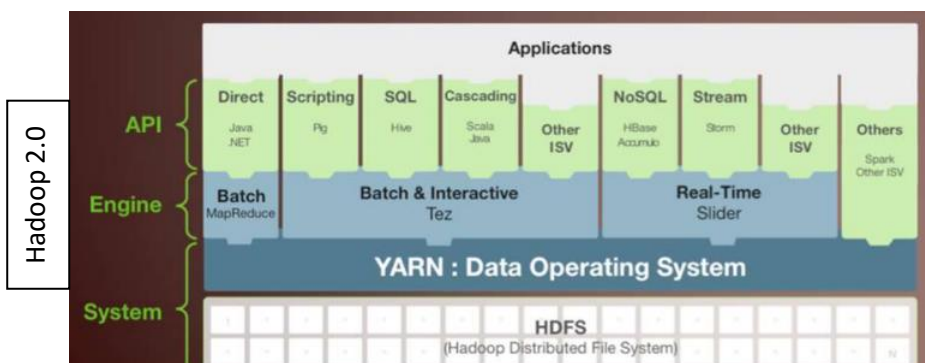 Hadoop 2.0
Applications
API
Direct
Java
.NET
Scripting
Pig
SQL
Hive
Cascading
Scala
Java
Other
ISV
NoSQL
HBase
Accumulo
Stream
Storm
Other
ISV
Others
Spark
Other ISV
Engine
Batch
MapReduce
Batch & Interactive
Tez
Real-Time
Slider
System
YARN : Data Operating System
HDFS
(Hadoop Distributed File System)
1
N